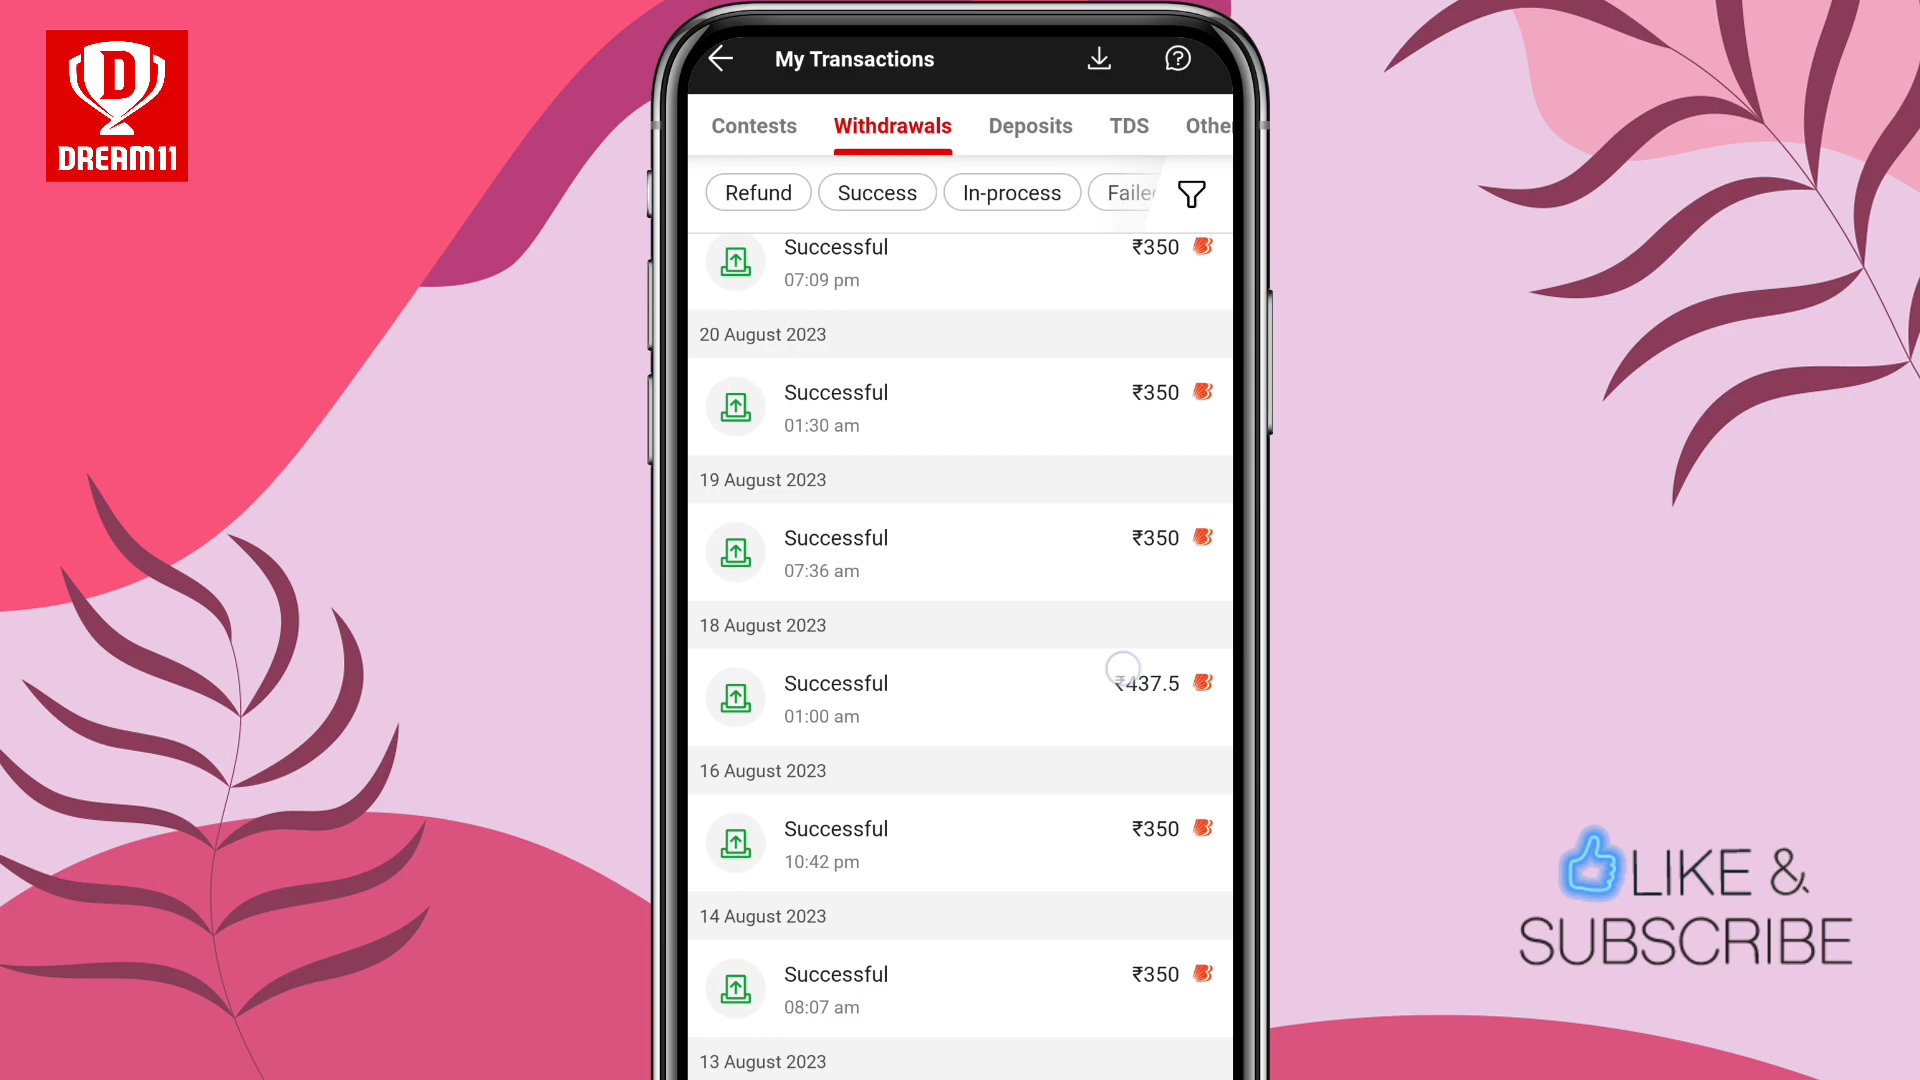 DREAM11
My Transactions
Contests Withdrawals Deposits TDS Other
Refund Success In-process Failed
Successful ₹350
07:09 pm
20 August 2023
Successful ₹350
01:30 am
19 August 2023
Successful ₹350
07:36 am
18 August 2023
Successful ₹437.5
01:00 am
16 August 2023
Successful ₹350
10:42 pm
14 August 2023
Successful ₹350
08:07 am
13 August 2023
LIKE &
SUBSCRIBE